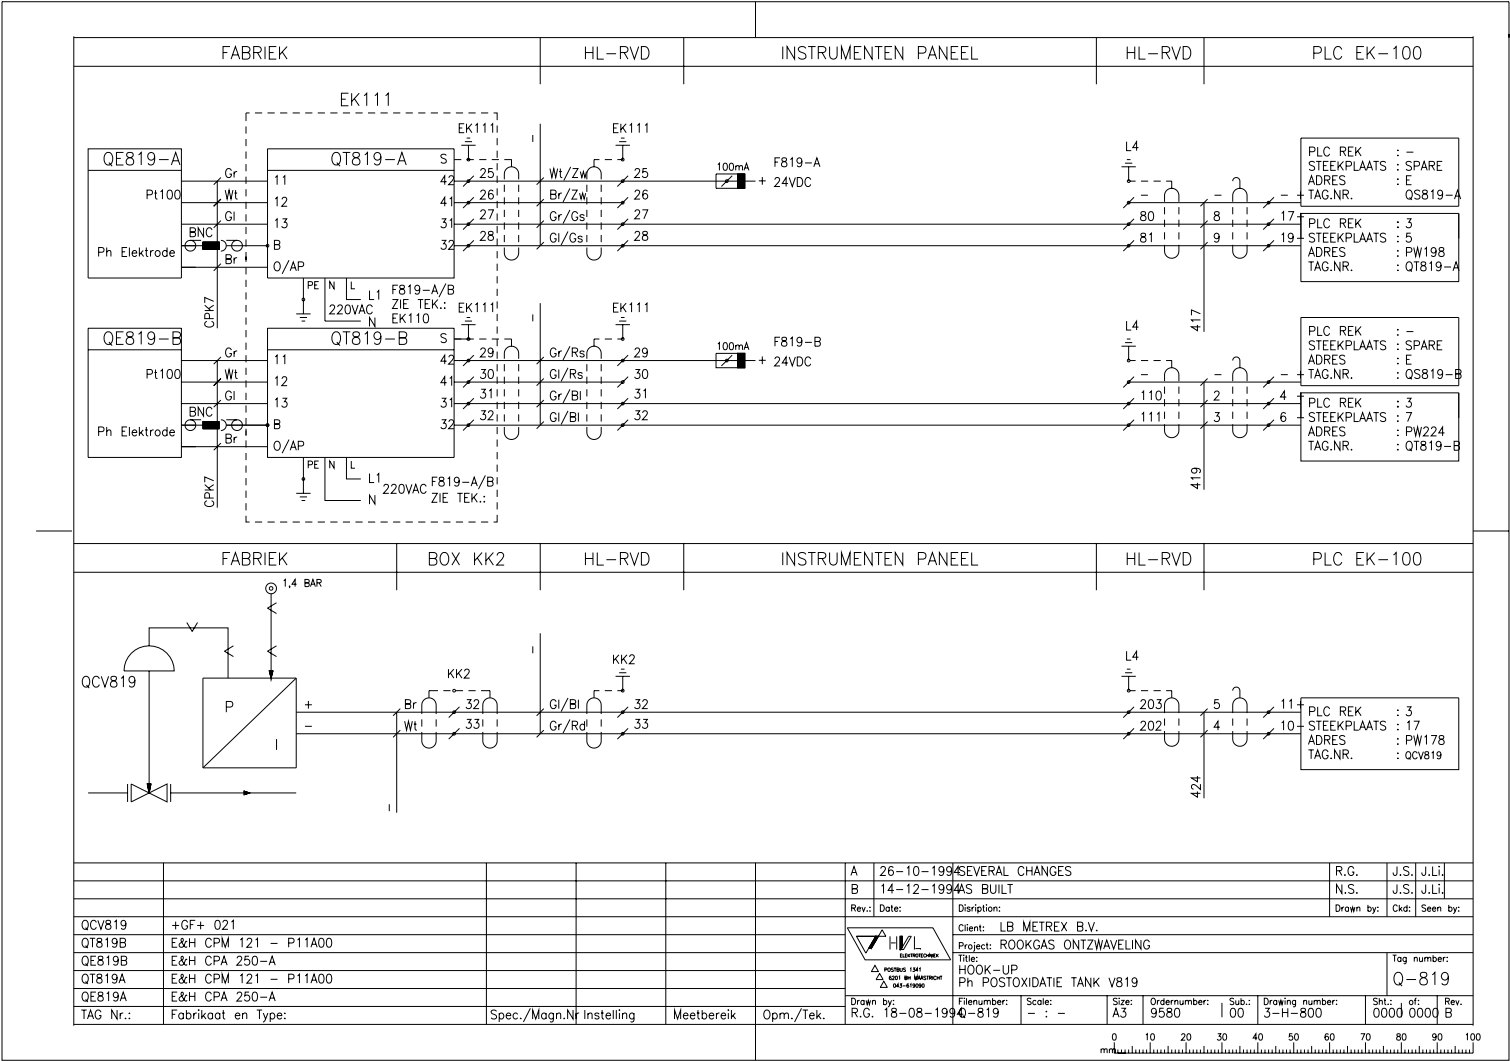 FABRIEK HL-RVD INSTRUMENTEN PANEEL HL-RVD PLC EK-100
EK111
QE819-A
Pt100
Ph Elektrode
Gr
Wt
Gl
BNC
Br
CPK7
QT819-A S
11 42
12 41
13 31
B 32
O/AP
PE N L
L1
220VAC
N
F819-A/B
ZIE TEK.:
EK110
EK111
25
26
27
28
I
Wt/Zw
Br/Zw
Gr/Gs
Gl/Gs
EK111
25
26
27
28
100mA
F819-A
+ 24VDC
L4
- - -
80 8 17
81 9 19
417
PLC REK : -
STEEKPLAATS : SPARE
ADRES : E
TAG.NR. QS819-A
PLC REK : 3
STEEKPLAATS : 5
ADRES : PW198
TAG.NR. : QT819-A
QE819-B
Pt100
Ph Elektrode
Gr
Wt
Gl
BNC
Br
CPK7
QT819-B S
11 42
12 41
13 31
B 32
O/AP
PE N L
L1
220VAC
N
F819-A/B
ZIE TEK.:
EK111
29
30
31
32
I
Gr/Rs
Gl/Rs
Gr/Bl
Gl/Bl
EK111
29
30
31
32
100mA
F819-B
+ 24VDC
L4
- - -
110 2 4
111 3 6
419
PLC REK : -
STEEKPLAATS : SPARE
ADRES : E
TAG.NR. : QS819-B
PLC REK : 3
STEEKPLAATS : 7
ADRES : PW224
TAG.NR. : QT819-B
FABRIEK BOX KK2 HL-RVD INSTRUMENTEN PANEEL HL-RVD PLC EK-100
1,4 BAR
QCV819
P
I
+
-
Br
Wt
I
KK2
32
33
I
Gl/Bl
Gr/Rd
KK2
32
33
L4
203 5 11
202 4 10
424
PLC REK : 3
STEEKPLAATS : 17
ADRES : PW178
TAG.NR. : QCV819
QCV819 +GF+ 021
QT819B E&H CPM 121 - P11A00
QE819B E&H CPA 250-A
QT819A E&H CPM 121 - P11A00
QE819A E&H CPA 250-A
TAG Nr.: Fabrikaat en Type: Spec./Magn.Nr Instelling Meetbereik Opm./Tek.
A 26-10-1994 SEVERAL CHANGES R.G. J.S. J.Li.
B 14-12-1994 AS BUILT N.S. J.S. J.Li.
Rev.: Date: Disription: Drawn by: Ckd: Seen by:
HVL
ELEKTROTECHNIEK
POSTBUS 1341
6201 BH MAASTRICHT
043-619090
Client: LB METREX B.V.
Project: ROOKGAS ONTZWAVELING
Title:
HOOK-UP
Ph POSTOXIDATIE TANK V819
Tag number:
Q-819
Drawn by: Filenumber: Scale: Size: Ordernumber: Sub.: Drawing number: Sht.: of: Rev.
R.G. 18-08-1994 Q-819 - : - A3 9580 00 3-H-800 0000 0000 B
mm 0 10 20 30 40 50 60 70 80 90 100